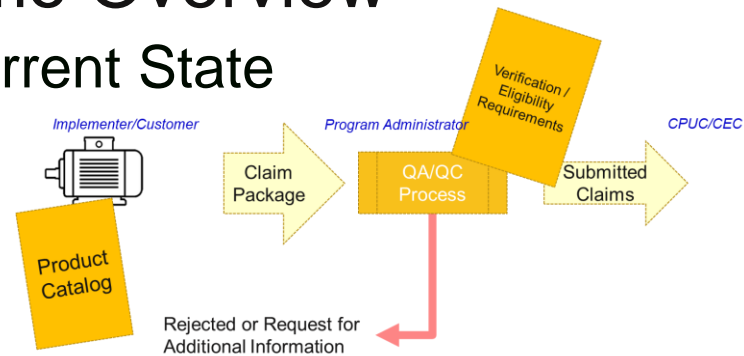 Overview
rrent State
Implementer/Customer
Program Administrator
CPUC/CEC
Verification /
Eligibility
Requirements
Claim
Package
QA/QC
Process
Submitted
Claims
Product
Catalog
Rejected or Request for
Additional Information